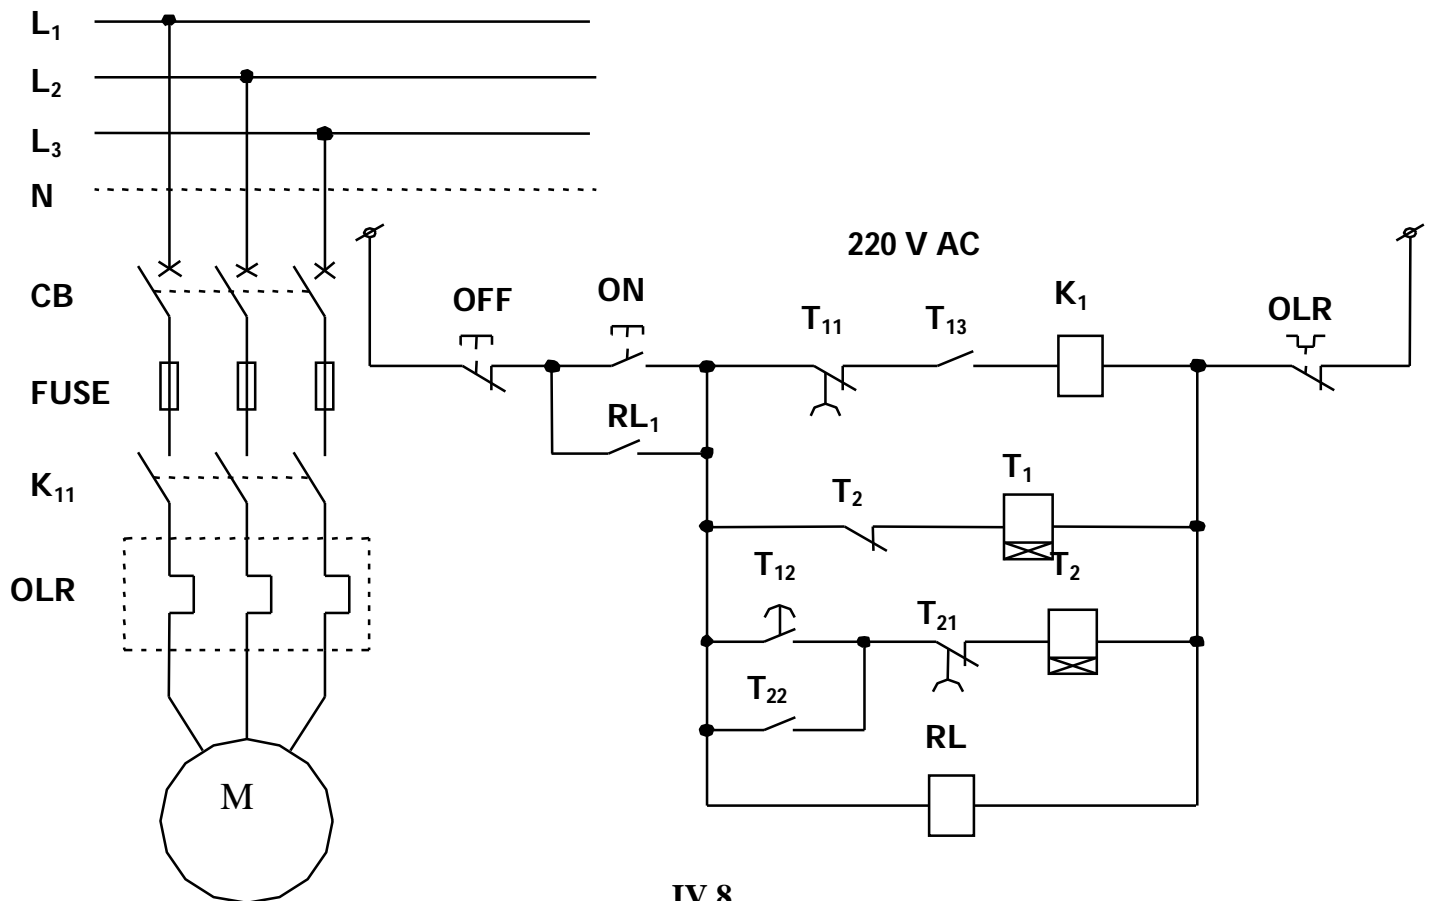 L₁
L₂
L₃
N
220 V AC
CB
OFF
ON
T₁₁
T₁₃
K₁
OLR
FUSE
RL₁
K₁₁
T₂
T₁
OLR
T₁₂
T₂
T₂₁
T₂₂
RL
M
IV.8